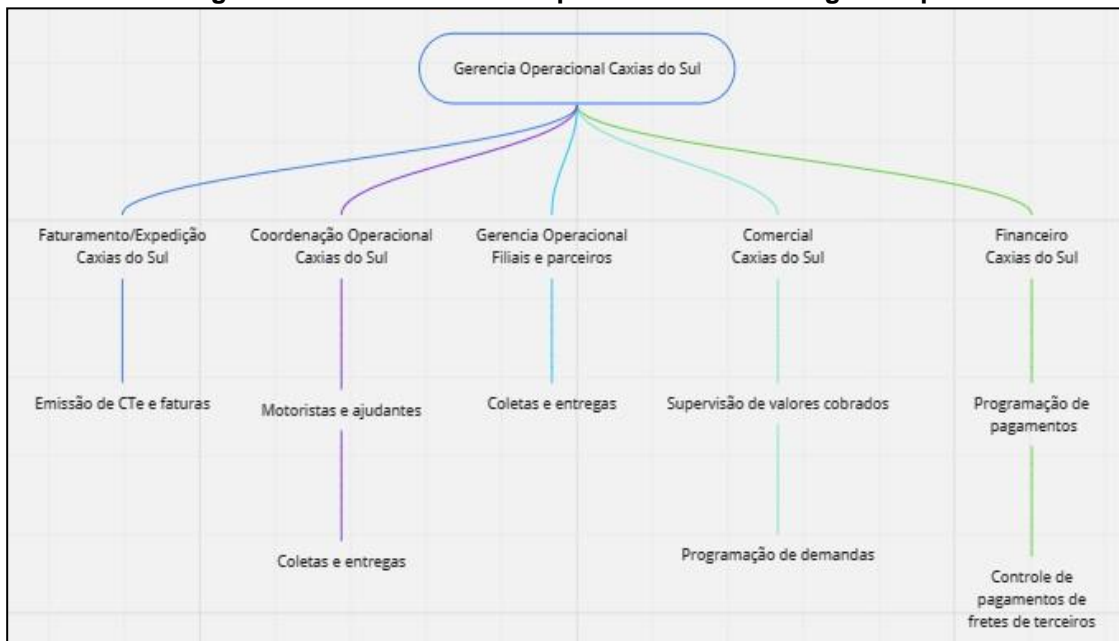 Gerencia Operacional Caxias do Sul
Faturamento/Expedição
Caxias do Sul
Coordenação Operacional
Caxias do Sul
Gerencia Operacional
Filiais e parceiros
Comercial
Caxias do Sul
Financeiro
Caxias do Sul
Emissão de CTe e faturas
Motoristas e ajudantes
Coletas e entregas
Supervisão de valores cobrados
Programação de
pagamentos
Coletas e entregas
Programação de demandas
Controle de
pagamentos de
fretes de terceiros